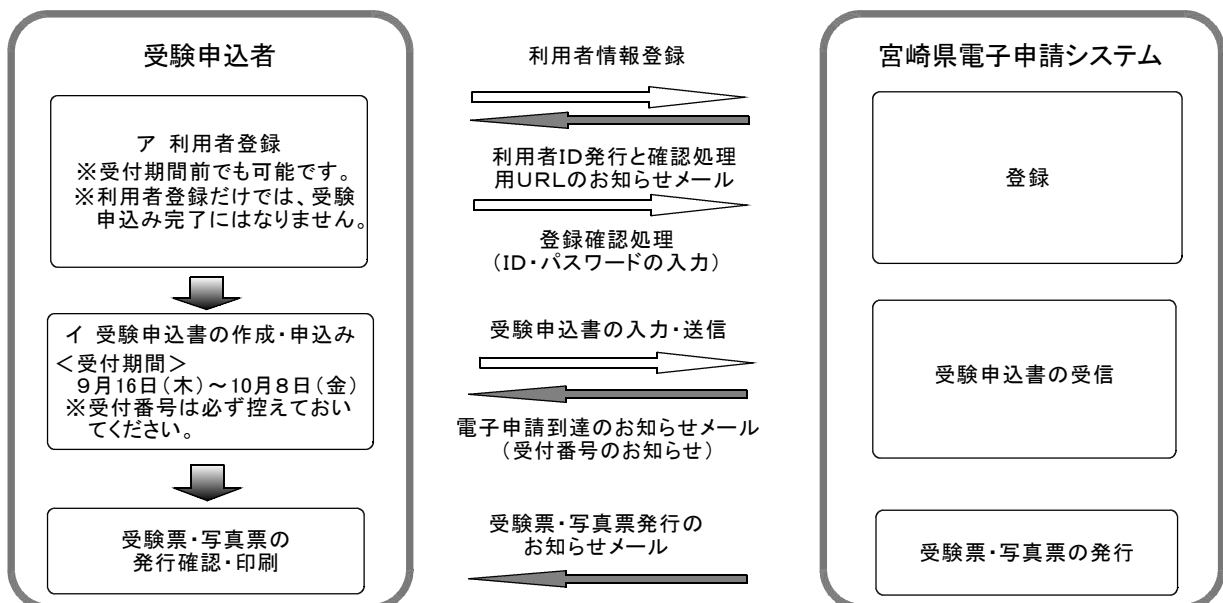 受験申込者
ア 利用者登録
※受付期間前でも可能です。
※利用者登録だけでは、受験
申込み完了にはなりません。
イ 受験申込書の作成・申込み
＜受付期間＞
9月16日(木)～10月8日(金)
※受付番号は必ず控えておい
てください。
受験票・写真票の
発行確認・印刷
利用者情報登録
利用者ID発行と確認処理
用URLのお知らせメール
登録確認処理
(ID・パスワードの入力)
受験申込書の入力・送信
電子申請到達のお知らせメール
(受付番号のお知らせ)
受験票・写真票発行の
お知らせメール
宮崎県電子申請システム
登録
受験申込書の受信
受験票・写真票の発行